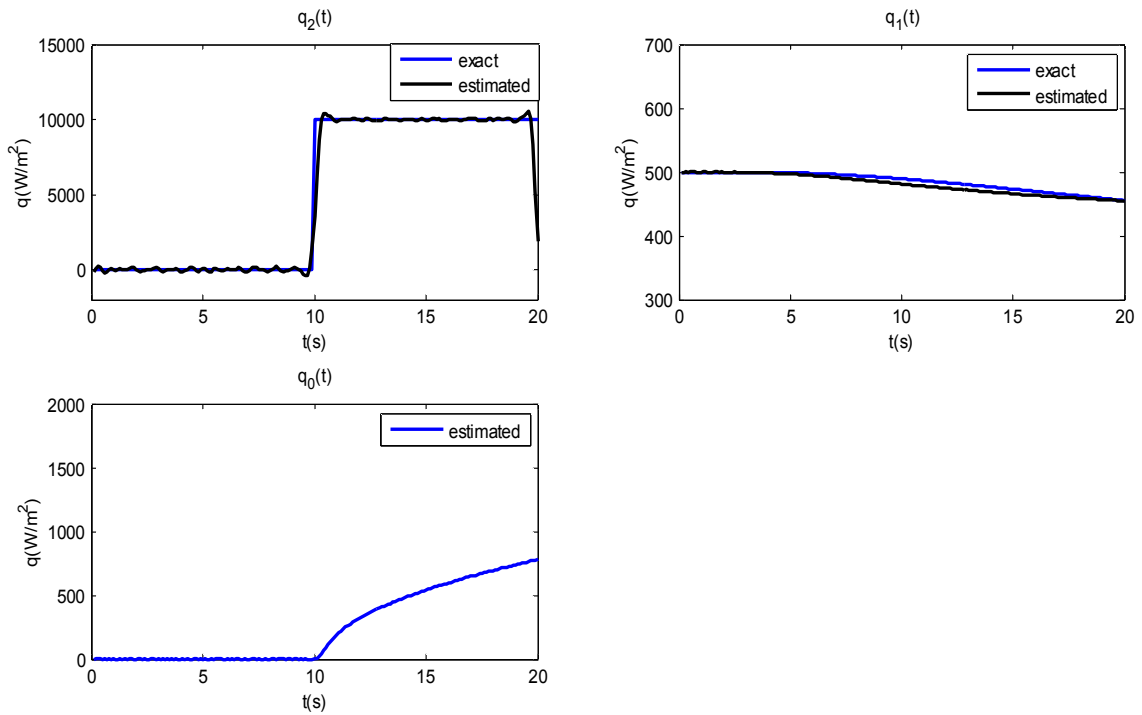 q2(t)
15000
10000
5000
0
q(W/m2)
0 5 10 15 20
t(s)
exact
estimated
q1(t)
700
600
500
400
300
q(W/m2)
0 5 10 15 20
t(s)
exact
estimated
q0(t)
2000
1500
1000
500
0
q(W/m2)
0 5 10 15 20
t(s)
estimated